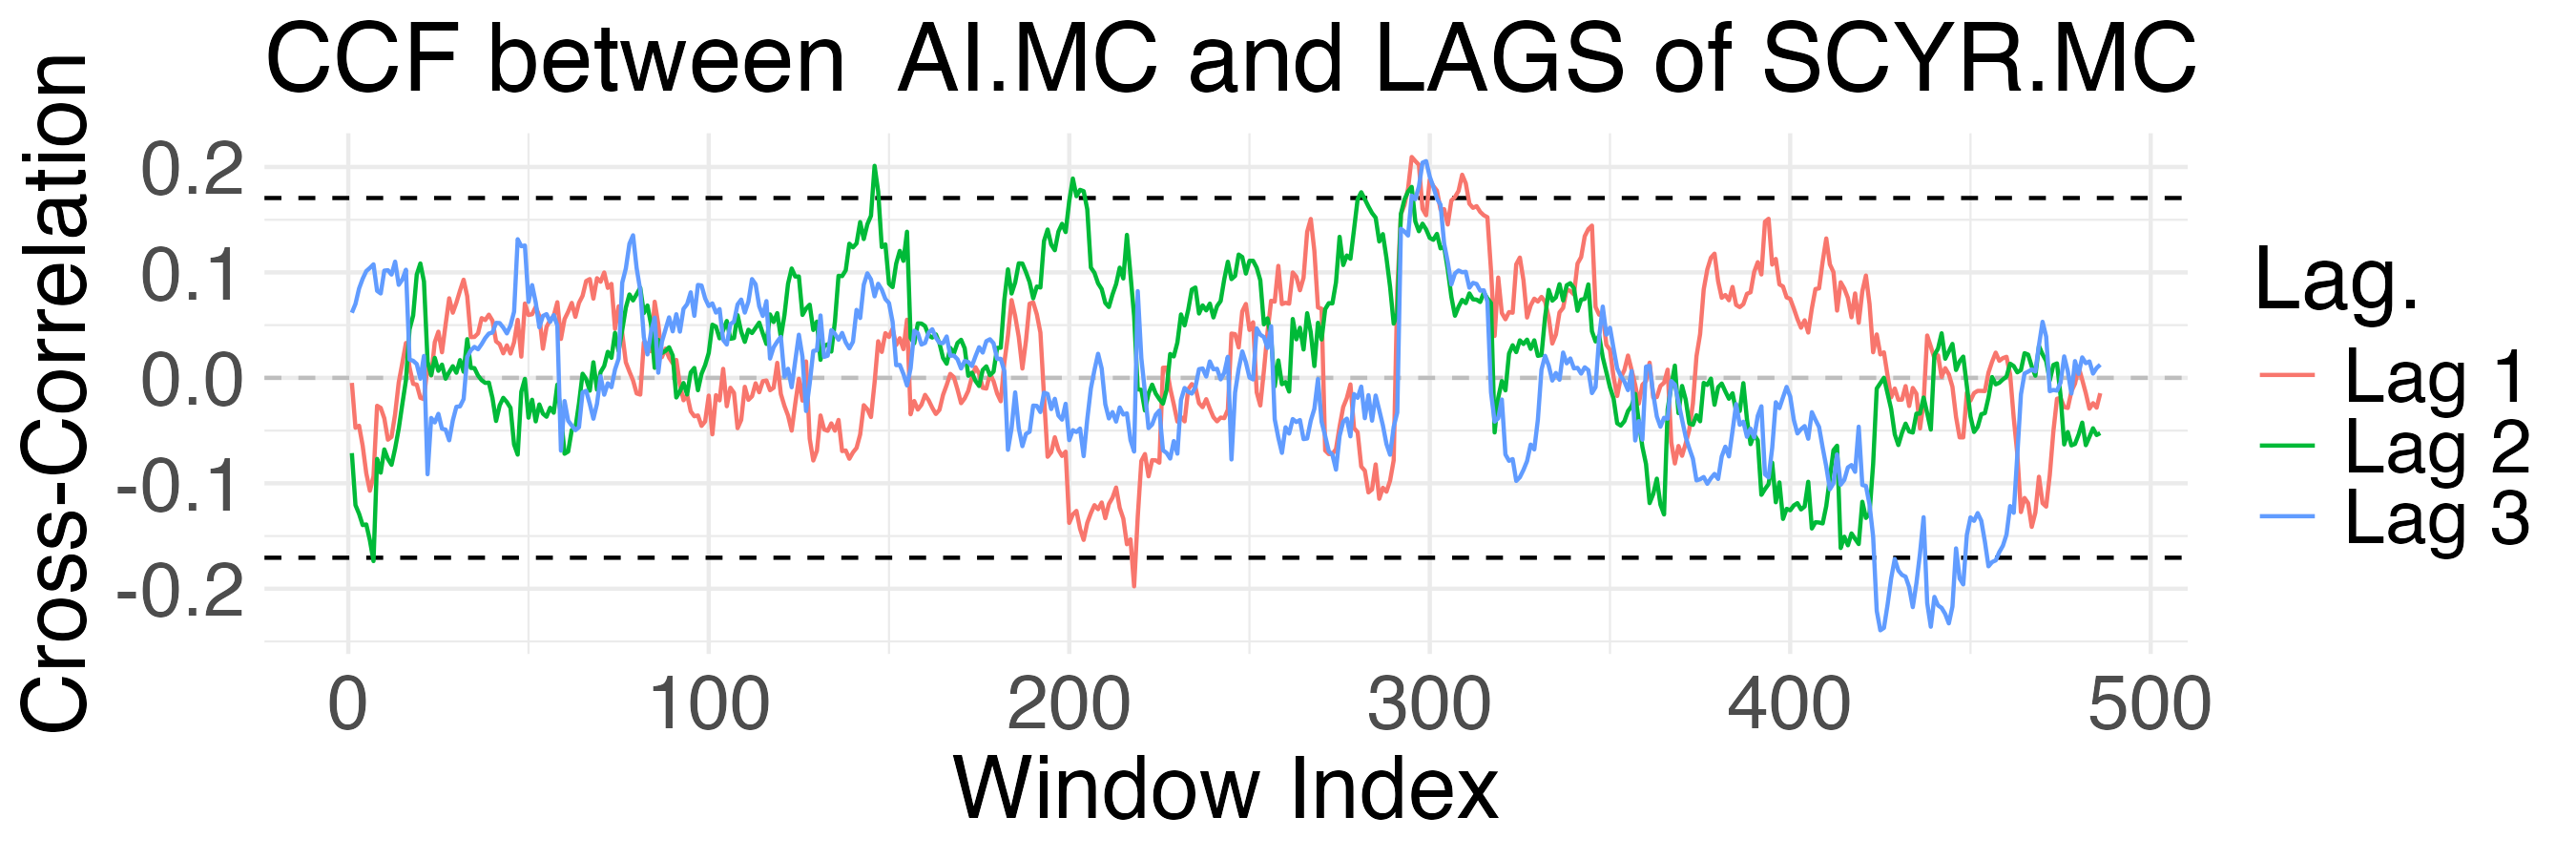 CCF between  AI.MC and LAGS of SCYR.MC
Cross-Correlation
0.2
0.1
0.0
-0.1
-0.2
0 100 200 300 400 500
Window Index
Lag.
Lag 1
Lag 2
Lag 3